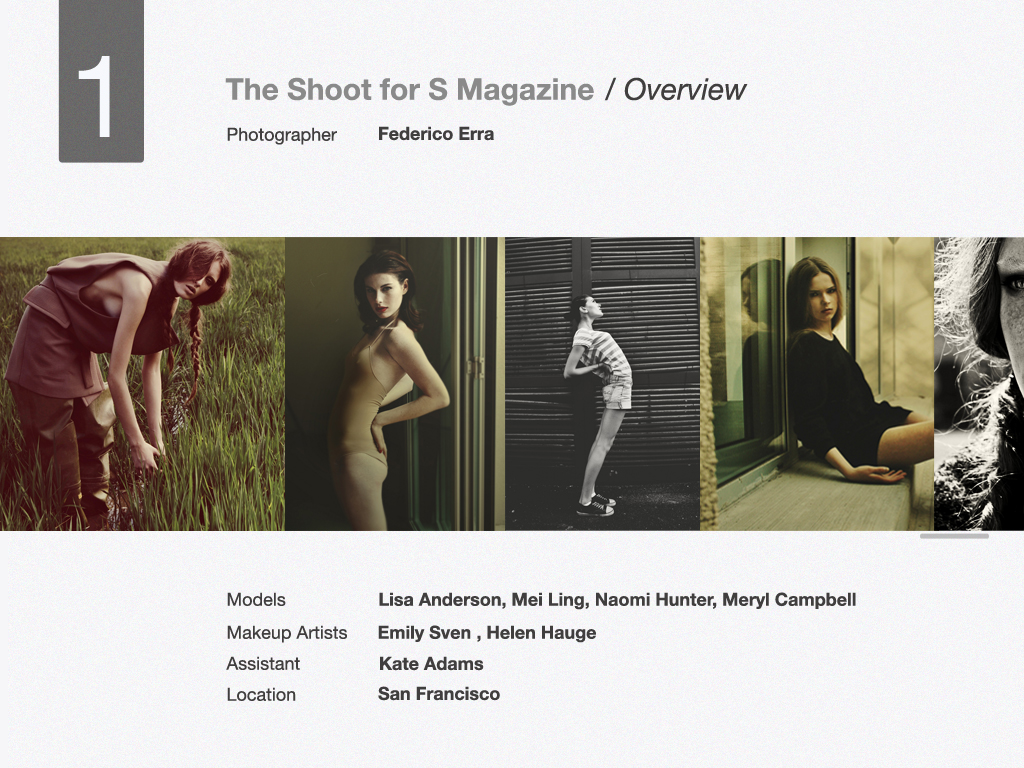 1
The Shoot for S Magazine / Overview
Photographer Federico Erra
Models Lisa Anderson, Mei Ling, Naomi Hunter, Meryl Campbell
Makeup Artists Emily Sven , Helen Hauge
Assistant Kate Adams
Location San Francisco